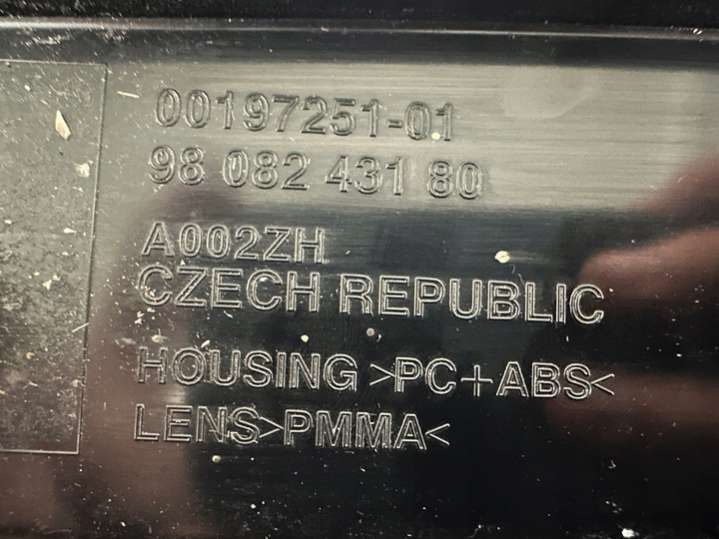 00197251-01
98 082 431 80
A002ZH
CZECH REPUBLIC
HOUSING >PC+ABS<
LENS>PMMA<